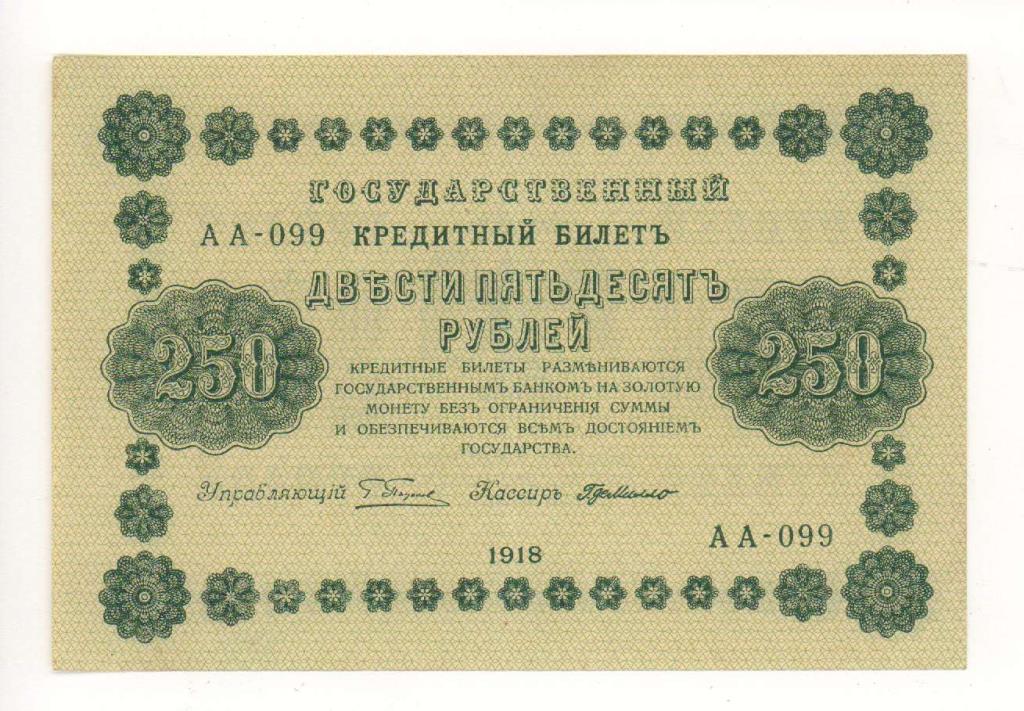 ГОСУДАРСТВЕННЫЙ
АА-099 КРЕДИТНЫЙ БИЛЕТЪ
ДВѢСТИ ПЯТЬДЕСЯТЪ
РУБЛЕЙ
250
250
КРЕДИТНЫЕ БИЛЕТЫ РАЗМѢНИВАЮТСЯ
ГОСУДАРСТВЕННЫМЪ БАНКОМЪ НА ЗОЛОТУЮ
МОНЕТУ БЕЗЪ ОГРАНИЧЕНІЯ СУММЫ
И ОБЕЗПЕЧИВАЮТСЯ ВСѢМЪ ДОСТОЯНІЕМЪ
ГОСУДАРСТВА.
Управляющій Кассиръ
АА-099
1918